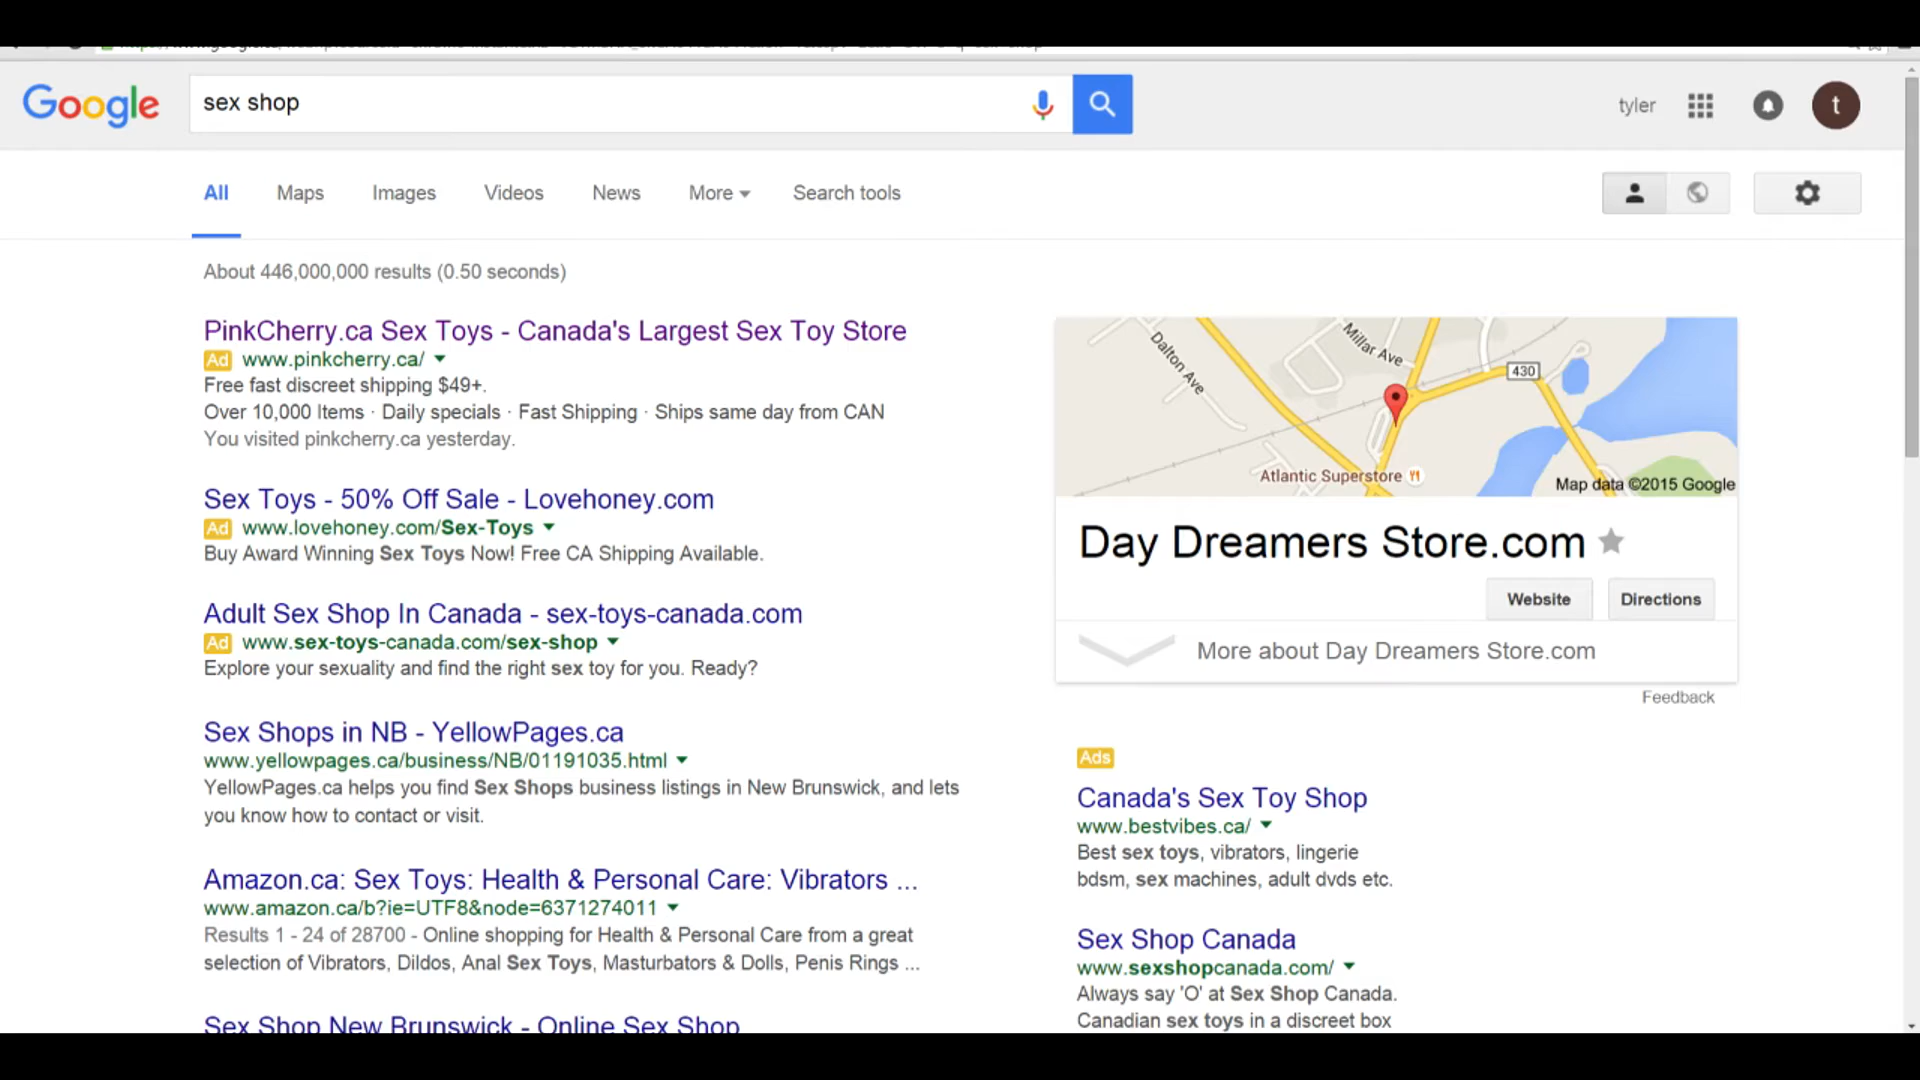 Google
sex shop
tyler
t
All Maps Images Videos News More Search tools
About 446,000,000 results (0.50 seconds)
PinkCherry.ca Sex Toys - Canada's Largest Sex Toy Store
Ad www.pinkcherry.ca/
Free fast discreet shipping $49+.
Over 10,000 Items · Daily specials · Fast Shipping · Ships same day from CAN
You visited pinkcherry.ca yesterday.
Sex Toys - 50% Off Sale - Lovehoney.com
Ad www.lovehoney.com/Sex-Toys
Buy Award Winning Sex Toys Now! Free CA Shipping Available.
Adult Sex Shop In Canada - sex-toys-canada.com
Ad www.sex-toys-canada.com/sex-shop
Explore your sexuality and find the right sex toy for you. Ready?
Sex Shops in NB - YellowPages.ca
www.yellowpages.ca/business/NB/01191035.html
YellowPages.ca helps you find Sex Shops business listings in New Brunswick, and lets
you know how to contact or visit.
Amazon.ca: Sex Toys: Health & Personal Care: Vibrators ...
www.amazon.ca/b?ie=UTF8&node=6371274011
Results 1 - 24 of 28700 - Online shopping for Health & Personal Care from a great
selection of Vibrators, Dildos, Anal Sex Toys, Masturbators & Dolls, Penis Rings ...
Sex Shop New Brunswick - Online Sex Shop
Dalton Ave
Millar Ave
430
Atlantic Superstore
Map data ©2015 Google
Day Dreamers Store.com
Website Directions
More about Day Dreamers Store.com
Feedback
Ads
Canada's Sex Toy Shop
www.bestvibes.ca/
Best sex toys, vibrators, lingerie
bdsm, sex machines, adult dvds etc.
Sex Shop Canada
www.sexshopcanada.com/
Always say 'O' at Sex Shop Canada.
Canadian sex toys in a discreet box